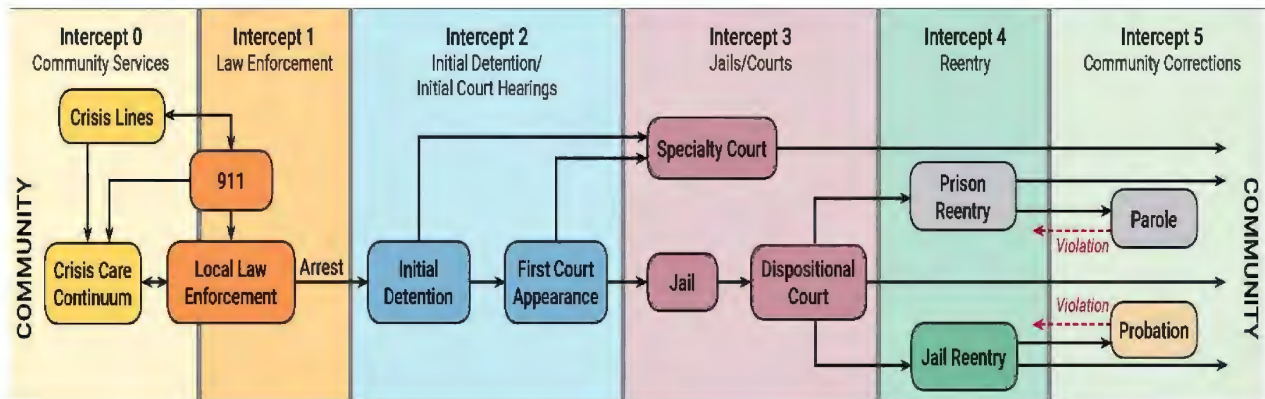 Intercept 0
Community Services
Intercept 1
Law Enforcement
Intercept 2
Initial Detention/
Initial Court Hearings
Intercept 3
Jails/Courts
Intercept 4
Reentry
Intercept 5
Community Corrections
COMMUNITY
Crisis Lines
911
Crisis Care
Continuum
Local Law
Enforcement
Arrest
Initial
Detention
First Court
Appearance
Specialty Court
Jail
Dispositional
Court
Prison
Reentry
Parole
Violation
Violation
Probation
Jail Reentry
COMMUNITY